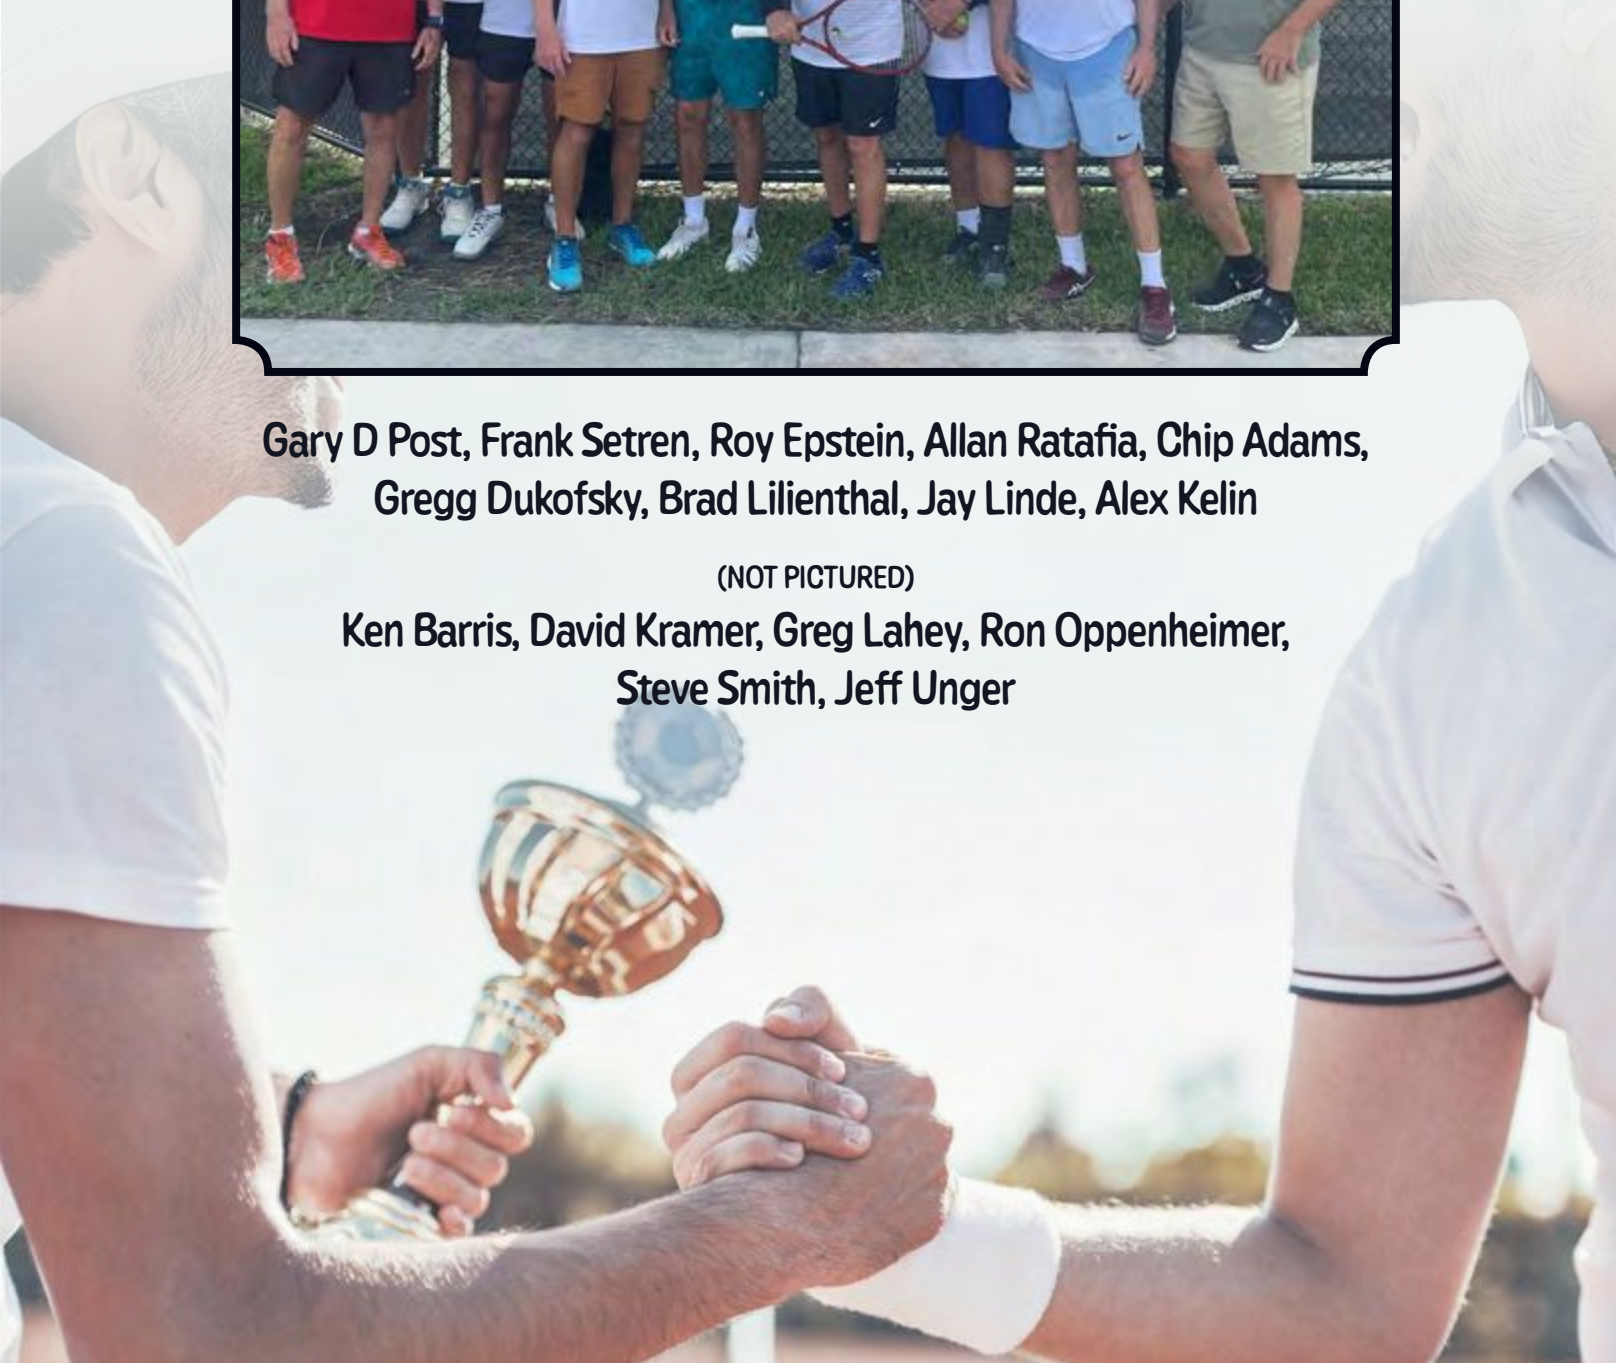 Gary D Post, Frank Setren, Roy Epstein, Allan Ratafia, Chip Adams,
Gregg Dukofsky, Brad Lilienthal, Jay Linde, Alex Kelin
(NOT PICTURED)
Ken Barris, David Kramer, Greg Lahey, Ron Oppenheimer,
Steve Smith, Jeff Unger